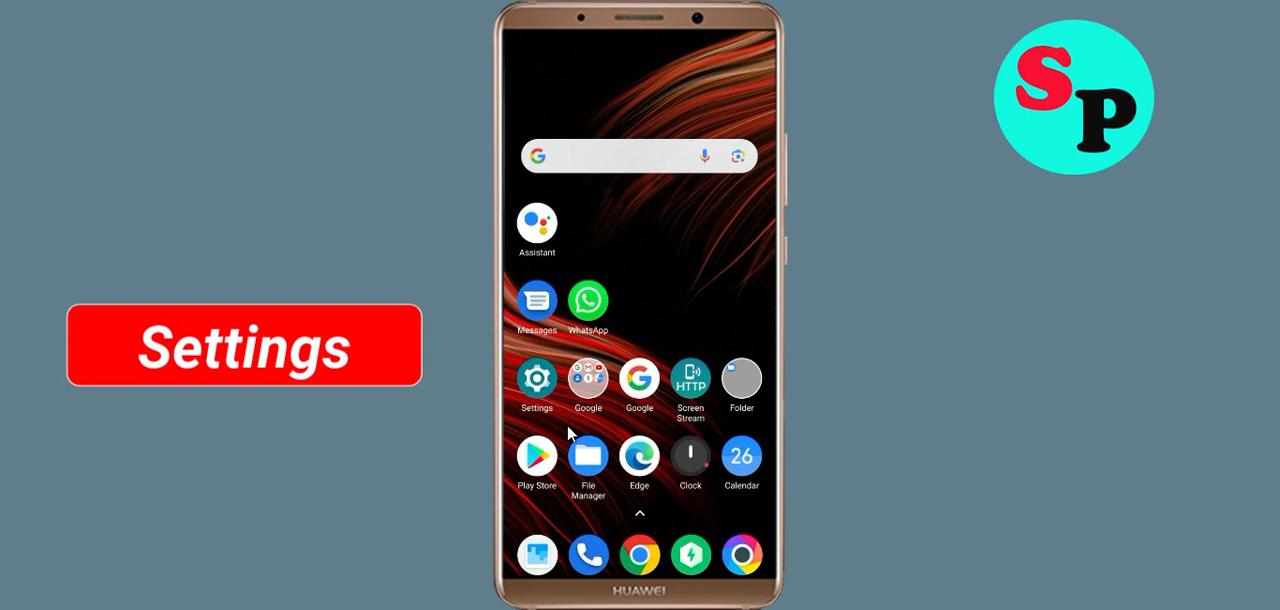 SP
Assistant
Messages WhatsApp
Settings
Settings Google Google Screen Stream Folder
HTTP
26
Play Store File Manager Edge Clock Calendar
HUAWEI